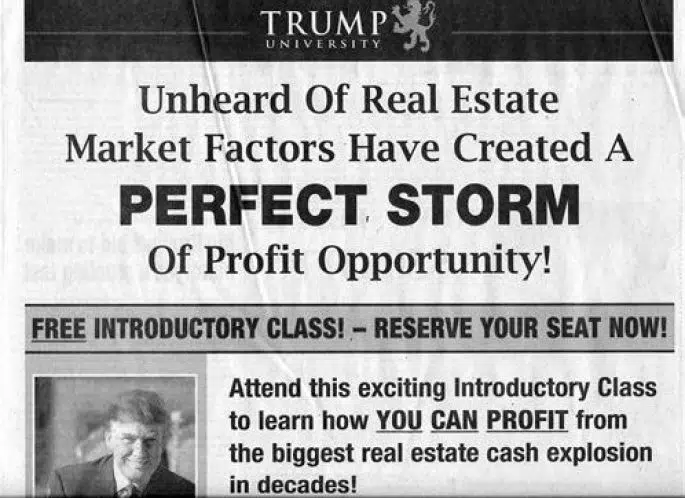 TRUMP
UNIVERSITY
Unheard Of Real Estate
Market Factors Have Created A
PERFECT STORM
Of Profit Opportunity!
FREE INTRODUCTORY CLASS! – RESERVE YOUR SEAT NOW!
Attend this exciting Introductory Class
to learn how YOU CAN PROFIT from
the biggest real estate cash explosion
in decades!